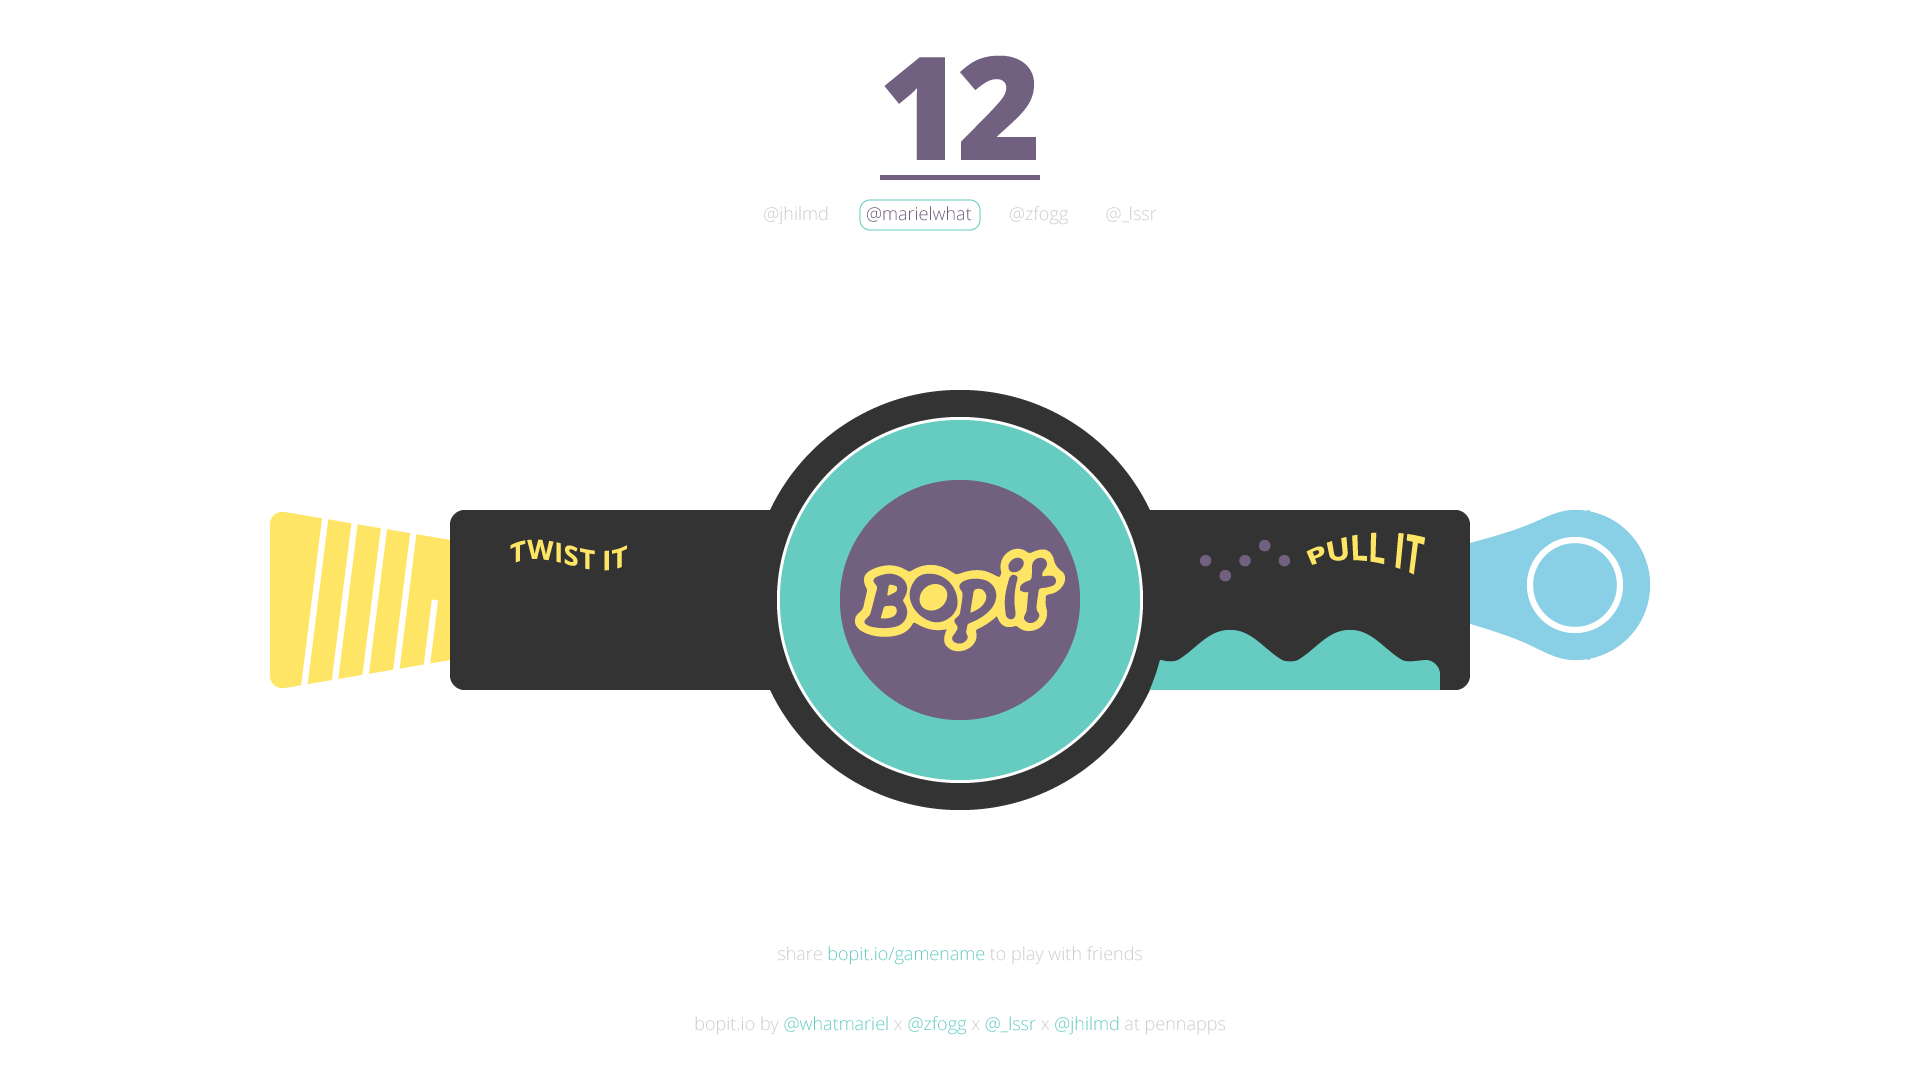 12
@jhilmd @marielwhat @zfogg @_lssr
TWIST IT
PULL IT
Bopit
share bopit.io/gamename to play with friends
bopit.io by @whatmariel x @zfogg x @_lssr x @jhilmd at pennapps